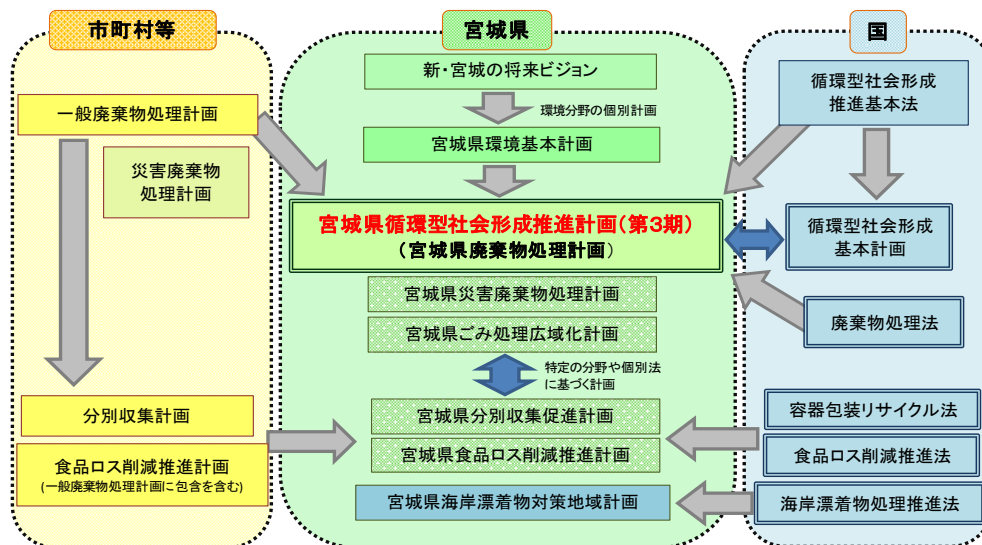 市町村等
一般廃棄物処理計画
災害廃棄物
処理計画
分別収集計画
食品ロス削減推進計画
(一般廃棄物処理計画に包含を含む)
宮城県
新・宮城の将来ビジョン
環境分野の個別計画
宮城県環境基本計画
宮城県循環型社会形成推進計画(第3期)
(宮城県廃棄物処理計画)
宮城県災害廃棄物処理計画
宮城県ごみ処理広域化計画
特定の分野や個別法
に基づく計画
宮城県分別収集促進計画
宮城県食品ロス削減推進計画
宮城県海岸漂着物対策地域計画
国
循環型社会形成
推進基本法
循環型社会形成
基本計画
廃棄物処理法
容器包装リサイクル法
食品ロス削減推進法
海岸漂着物処理推進法